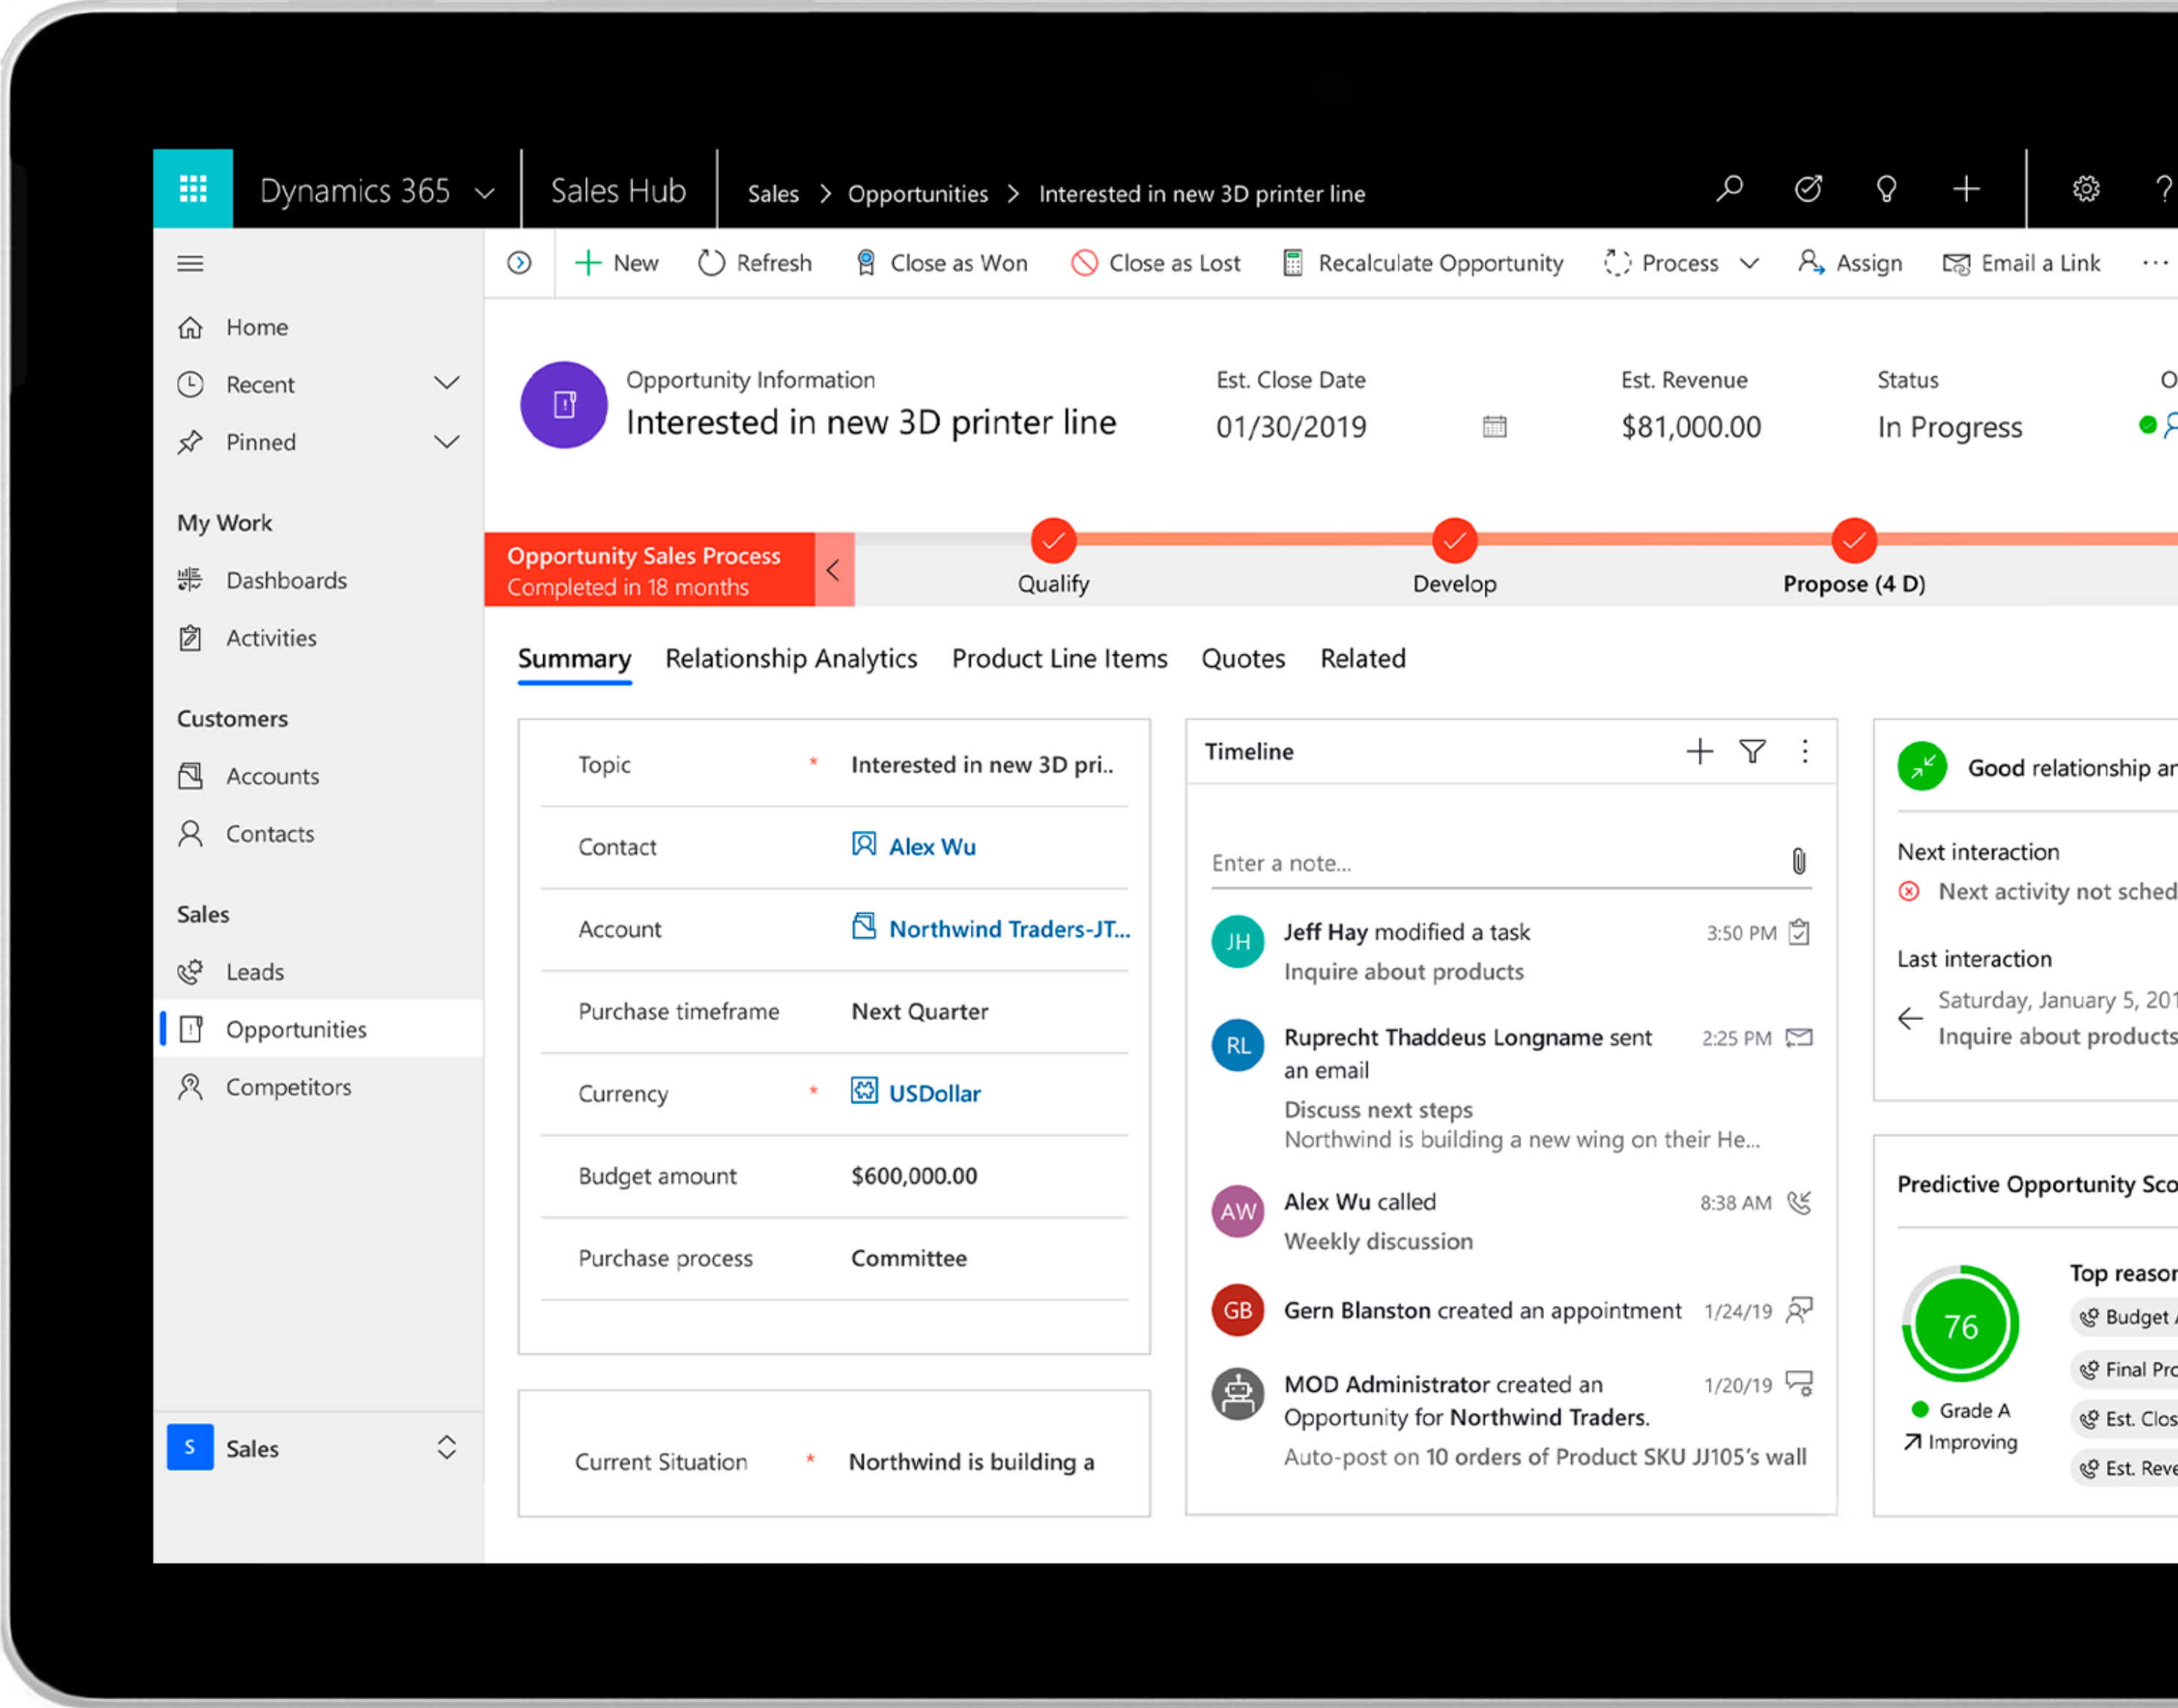 Dynamics 365
Sales Hub
Sales > Opportunities > Interested in new 3D printer line
?
New
Refresh
Close as Won
Close as Lost
Recalculate Opportunity
Process
Assign
Email a Link
...
Home
Recent
Pinned
My Work
Dashboards
Activities
Customers
Accounts
Contacts
Sales
Leads
Opportunities
Competitors
S Sales
Opportunity Information
Interested in new 3D printer line
Est. Close Date
01/30/2019
Est. Revenue
$81,000.00
Status
In Progress
Opportunity Sales Process
Completed in 18 months
Qualify
Develop
Propose (4 D)
Summary
Relationship Analytics
Product Line Items
Quotes
Related
Topic * Interested in new 3D pri..
Contact Alex Wu
Account Northwind Traders-JT...
Purchase timeframe Next Quarter
Currency * USDollar
Budget amount $600,000.00
Purchase process Committee
Current Situation * Northwind is building a
Timeline
Enter a note...
JH Jeff Hay modified a task 3:50 PM
Inquire about products
RL Ruprecht Thaddeus Longname sent 2:25 PM
an email
Discuss next steps
Northwind is building a new wing on their He...
AW Alex Wu called 8:38 AM
Weekly discussion
GB Gern Blanston created an appointment 1/24/19
MOD Administrator created an 1/20/19
Opportunity for Northwind Traders.
Auto-post on 10 orders of Product SKU JJ105's wall
Good relationship
Next interaction
Next activity not
Last interaction
Saturday, January 5,
Inquire about products
Predictive Opportunity
76
Grade A
Improving
Top
Budget
Final
Est.
Est.